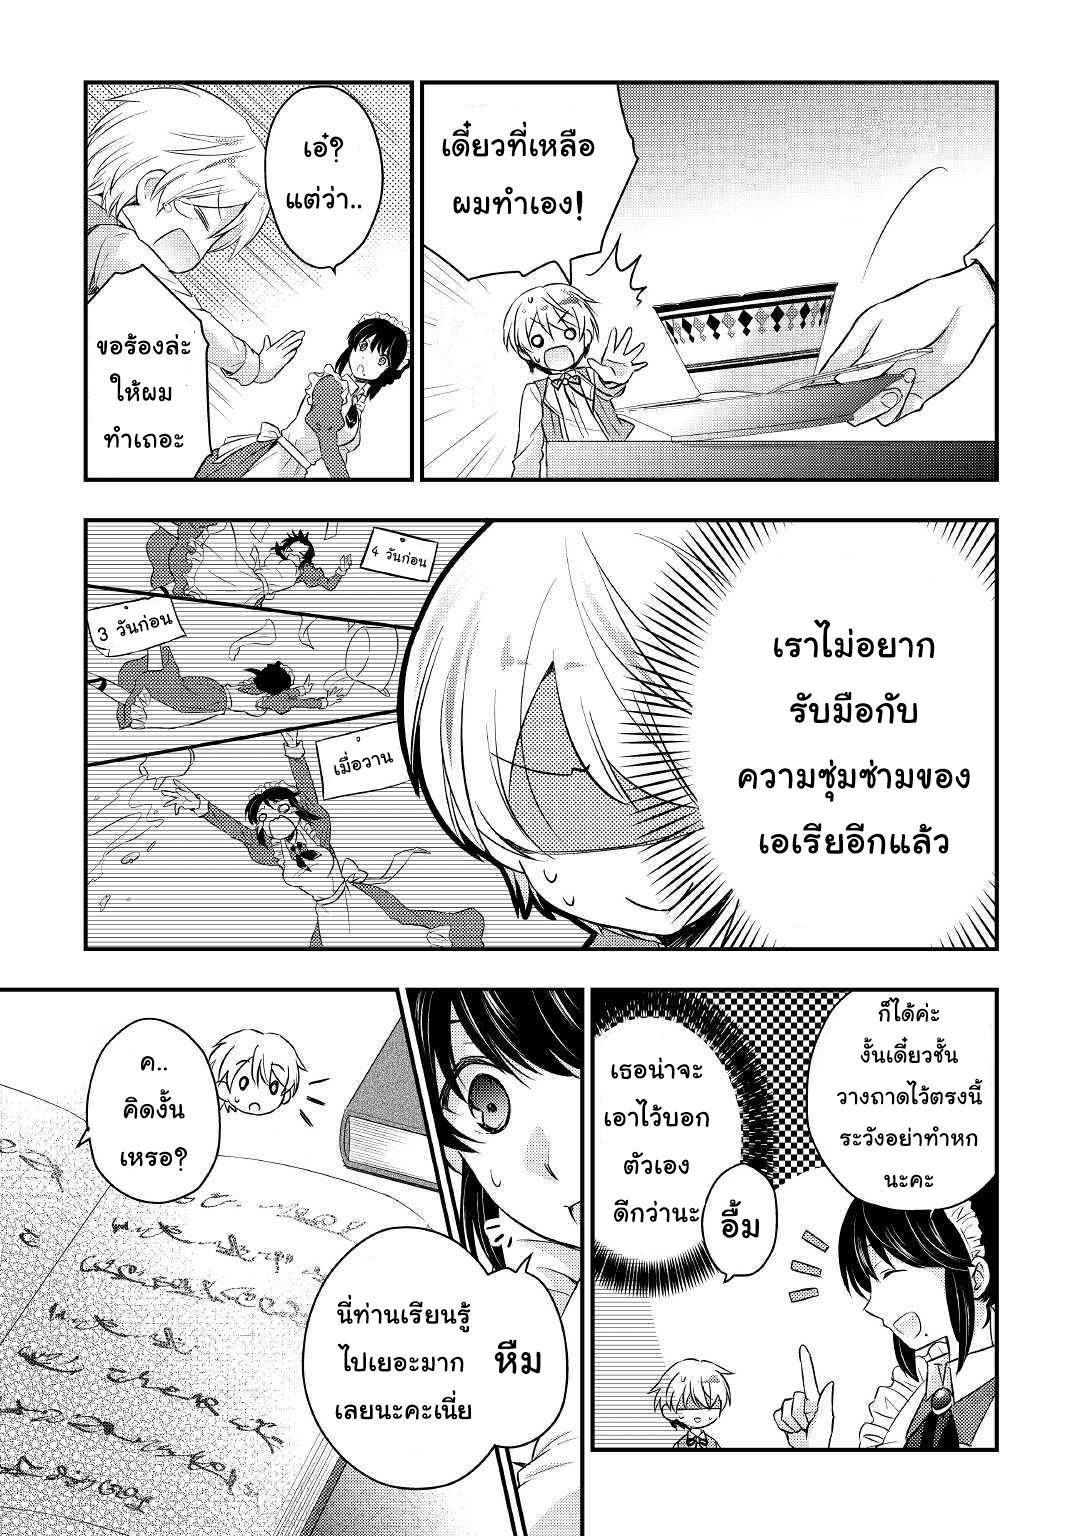 เดี๋ยวที่เหลือ
ผมทำเอง!
เอ๋?
แต่ว่า..
ขอร้องล่ะ
ให้ผม
ทำเถอะ
4 วันก่อน
3 วันก่อน
เมื่อวาน
เราไม่อยาก
รับมือกับ
ความซุ่มซ่ามของ
เอเรียอีกแล้ว
ก็ได้ค่ะ
งั้นเดี๋ยวชั้น
วางถาดไว้ตรงนี้
ระวังอย่าทำหก
นะคะ
เธอน่าจะ
เอาไว้บอก
ตัวเอง
ดีกว่านะ
อื้ม
หืม
นี่ท่านเรียนรู้
ไปเยอะมาก
เลยนะคะเนี่ย
ค..
คิดงั้น
เหรอ?